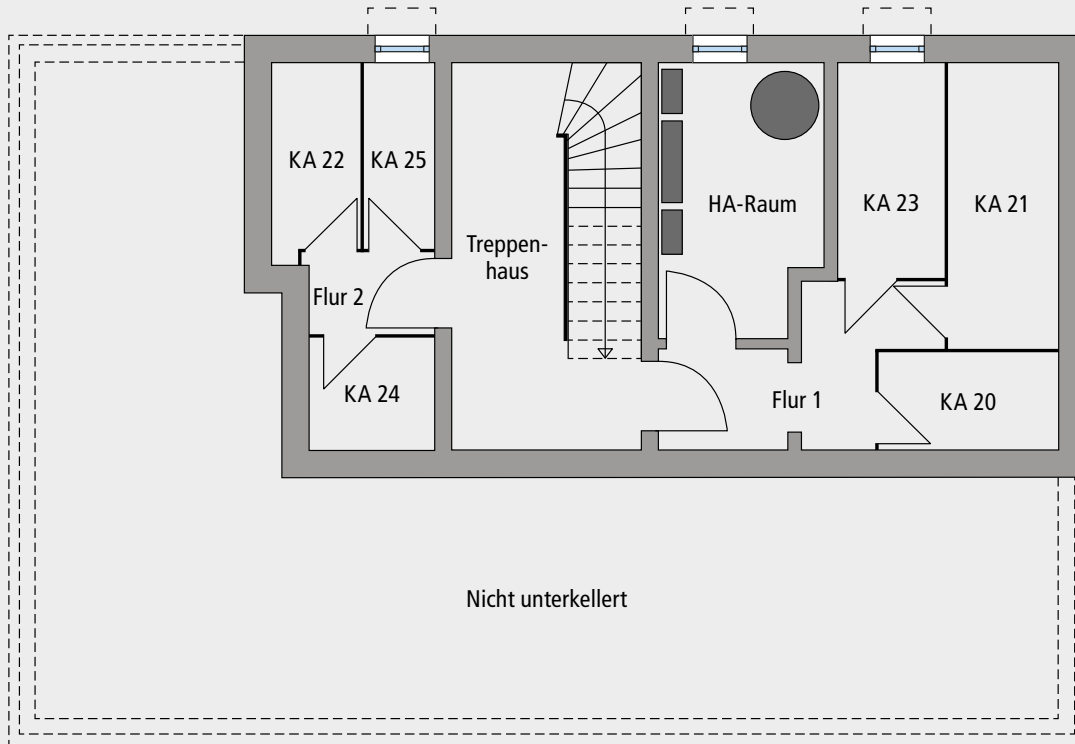 KA 22
KA 25
Treppen-
haus
HA-Raum
KA 23
KA 21
Flur 2
KA 24
Flur 1
KA 20
Nicht unterkellert